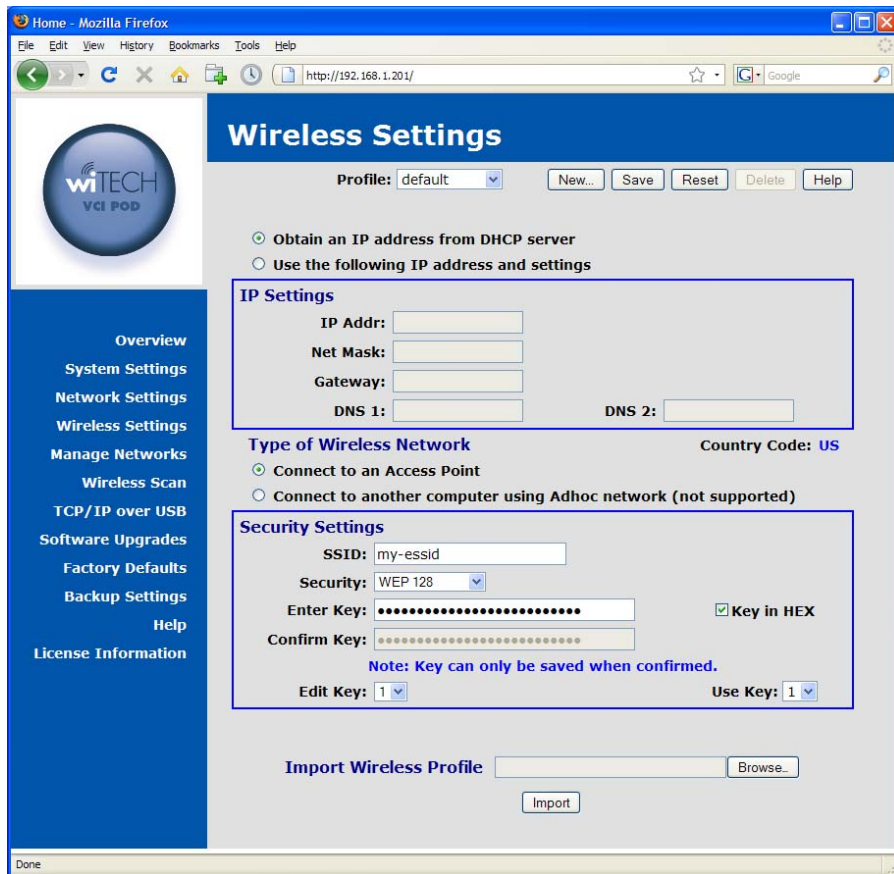 Home - Mozilla Firefox
File Edit View History Bookmarks Tools Help
http://192.168.1.201/
G Google
wiTECH
VCI POD
Wireless Settings
Profile: default New... Save Reset Delete Help
Obtain an IP address from DHCP server
Use the following IP address and settings
IP Settings
IP Addr:
Net Mask:
Gateway:
DNS 1: DNS 2:
Overview
System Settings
Network Settings
Wireless Settings
Manage Networks
Wireless Scan
TCP/IP over USB
Software Upgrades
Factory Defaults
Backup Settings
Help
License Information
Type of Wireless Network Country Code: US
Connect to an Access Point
Connect to another computer using Adhoc network (not supported)
Security Settings
SSID: my-essid
Security: WEP 128
Enter Key: ●●●●●●●●●●●●●●●●●●●●●●●●●● Key in HEX
Confirm Key: ●●●●●●●●●●●●●●●●●●●●●●●●●●
Note: Key can only be saved when confirmed.
Edit Key: 1 Use Key: 1
Import Wireless Profile Browse...
Import
Done